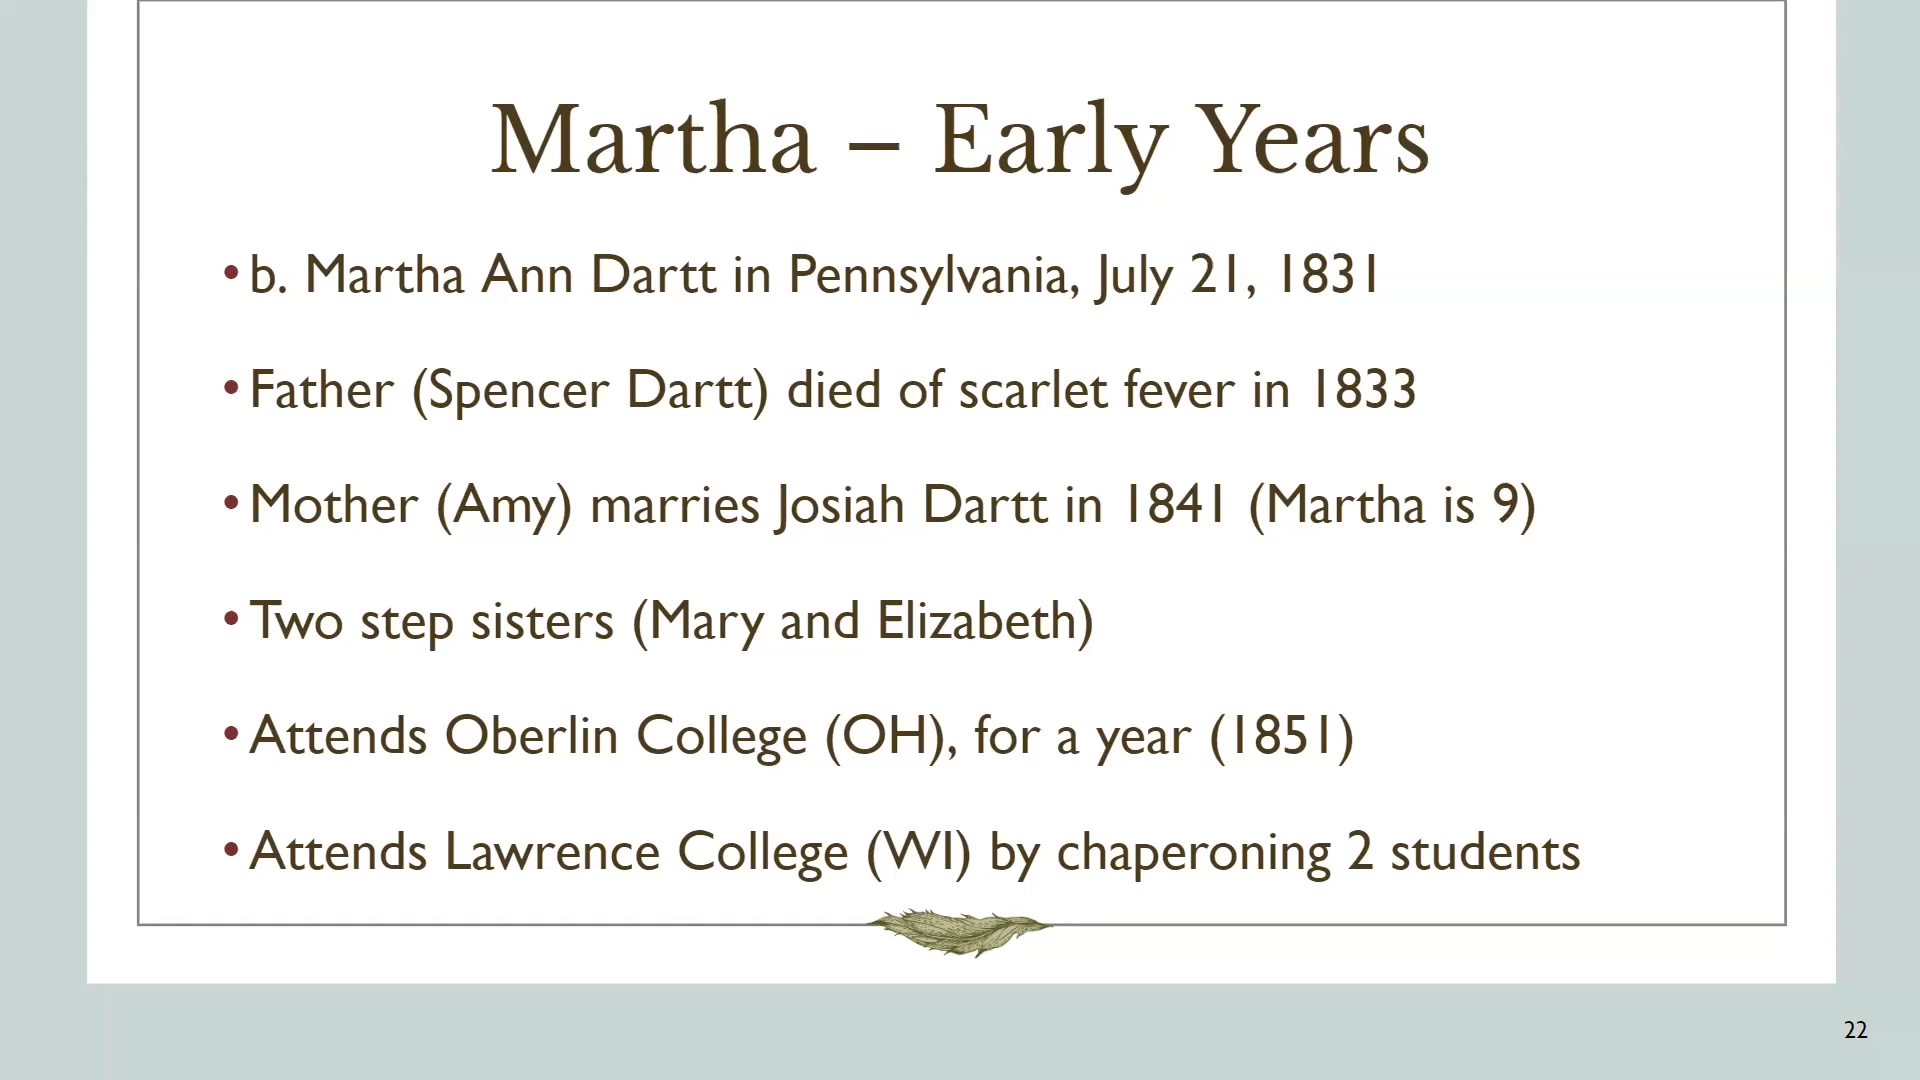 Martha – Early Years
• b. Martha Ann Dartt in Pennsylvania, July 21, 1831
• Father (Spencer Dartt) died of scarlet fever in 1833
• Mother (Amy) marries Josiah Dartt in 1841 (Martha is 9)
• Two step sisters (Mary and Elizabeth)
• Attends Oberlin College (OH), for a year (1851)
• Attends Lawrence College (WI) by chaperoning 2 students
22